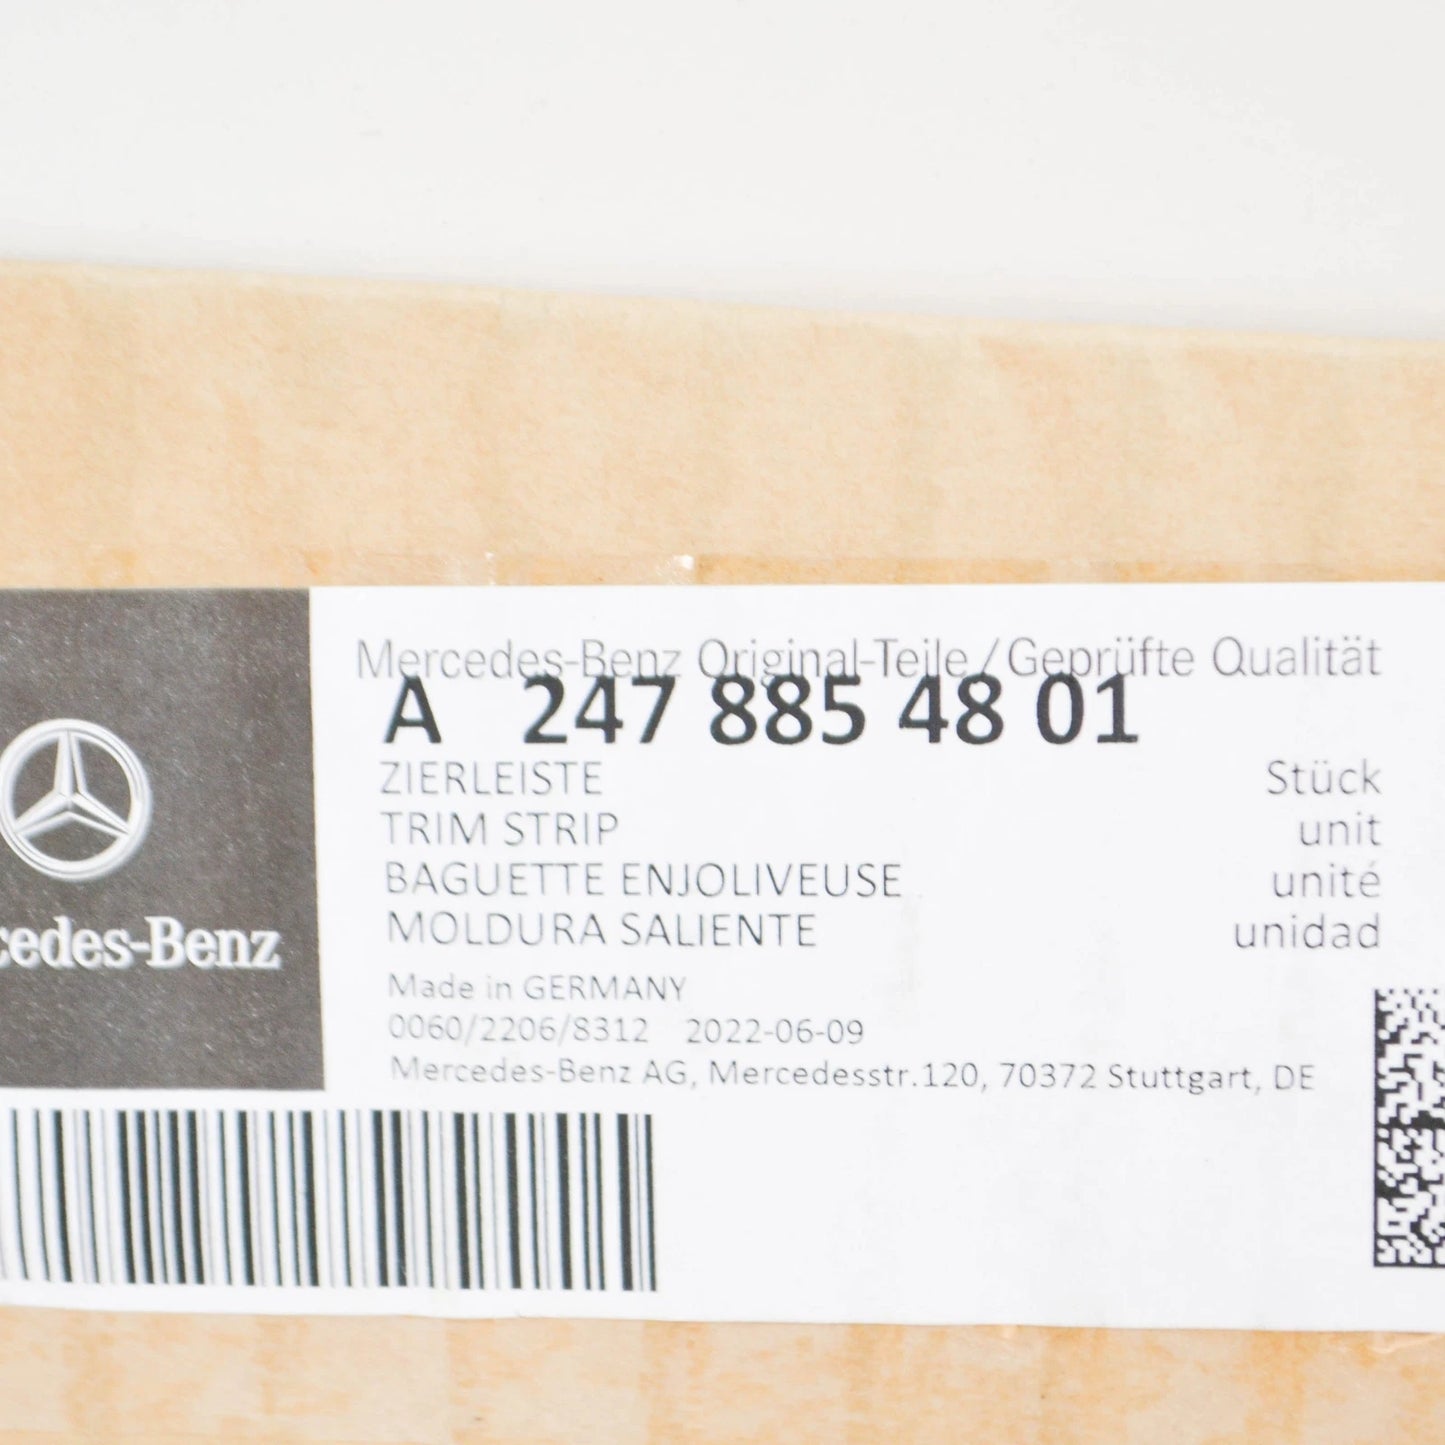 Mercedes-Benz Original-Teile/Geprüfte Qualität
A 247 885 48 01
ZIERLEISTE Stück
TRIM STRIP unit
BAGUETTE ENJOLIVEUSE unité
MOLDURA SALIENTE unidad
cedes-Benz
Made in GERMANY
0060/2206/8312 2022-06-09
Mercedes-Benz AG, Mercedesstr.120, 70372 Stuttgart, DE